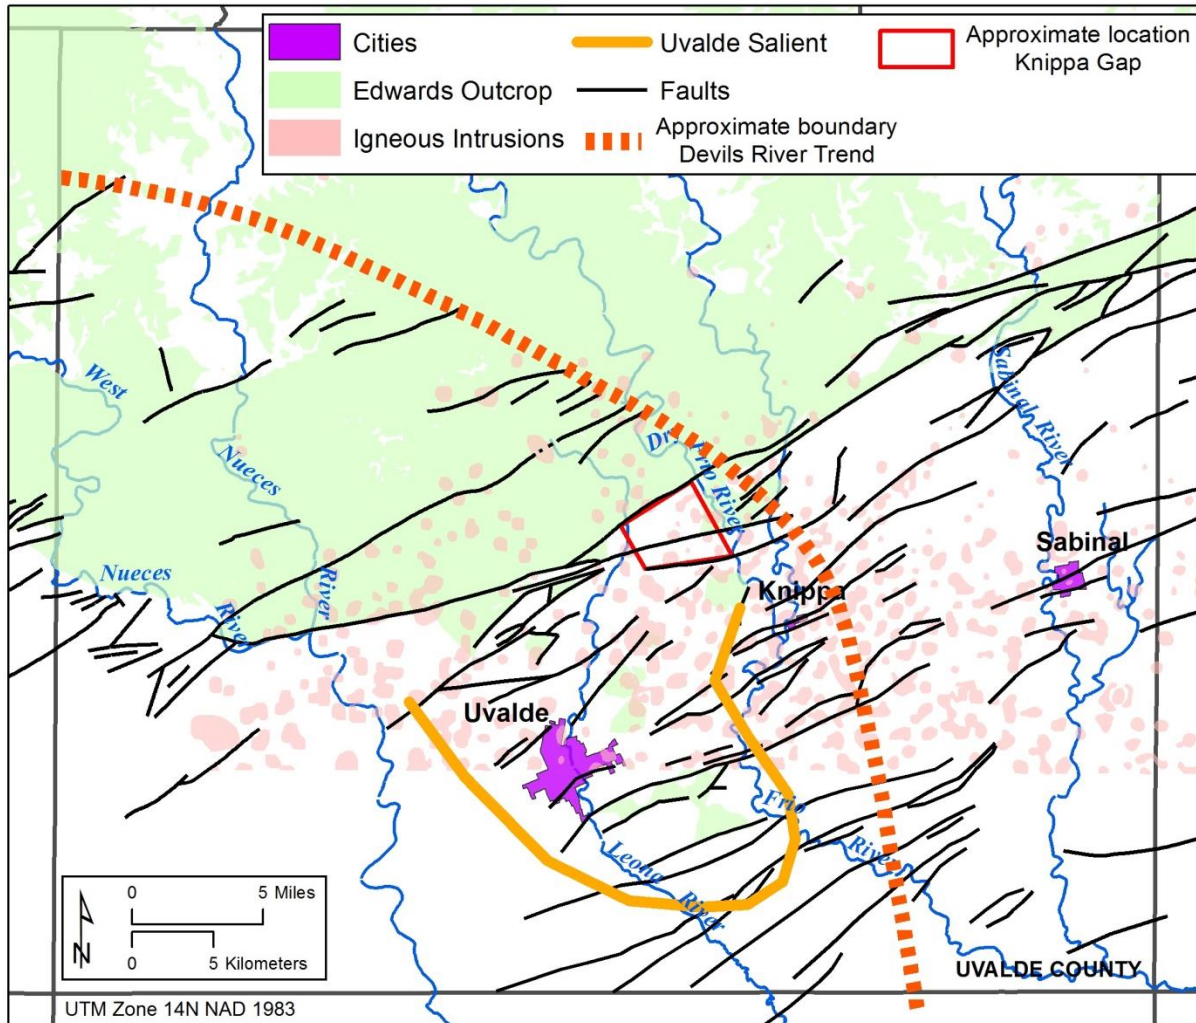 Cities
Edwards Outcrop
Igneous Intrusions
Uvalde Salient
Faults
Approximate boundary
Devils River Trend
Approximate location
Knippa Gap
West
Nueces
Nueces
River
River
Dr.
Frio River
Sabinal River
Sabinal
Knippa
Uvalde
Frio
River
Leona
River
0 5 Miles
N
0 5 Kilometers
UVALDE COUNTY
UTM Zone 14N NAD 1983